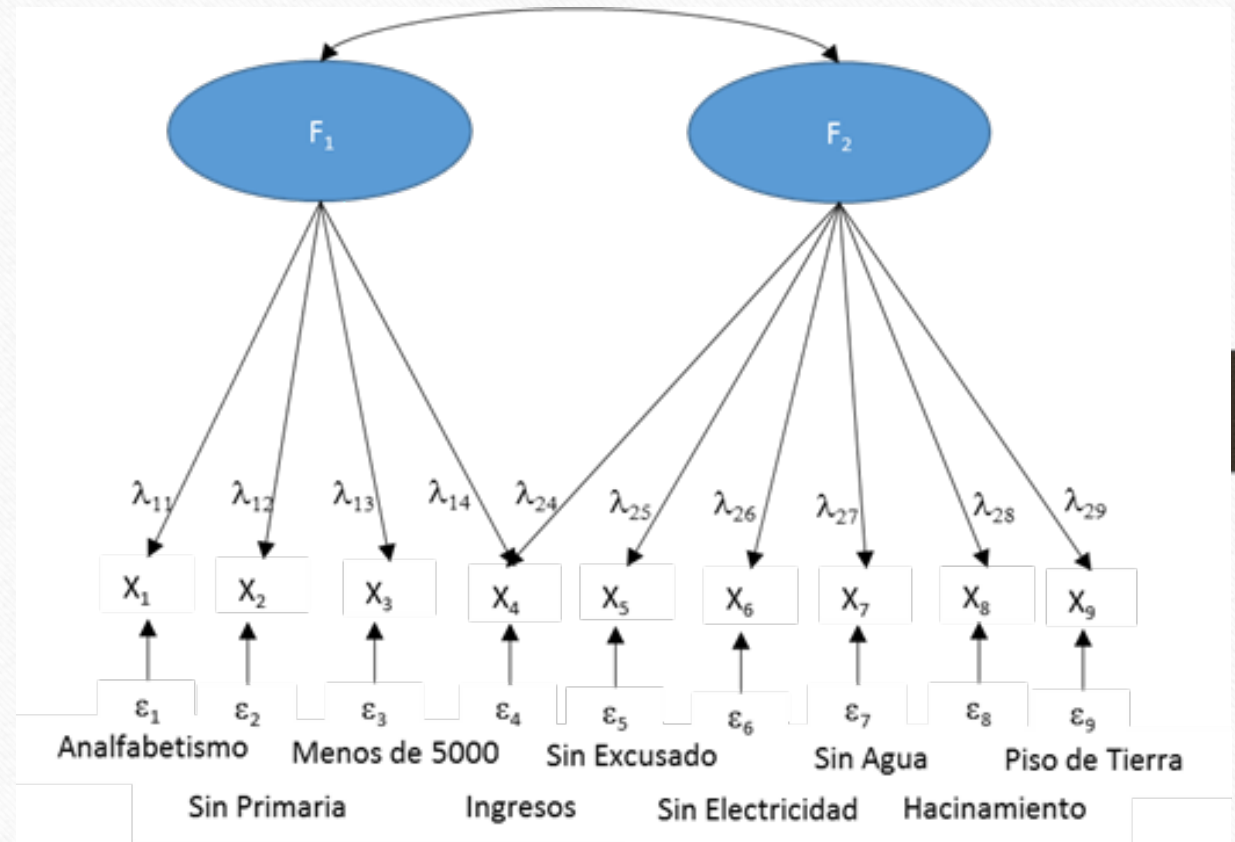 F₁ F₂
λ₁₁ λ₁₂ λ₁₃ λ₁₄ λ₂₄ λ₂₅ λ₂₆ λ₂₇ λ₂₈ λ₂₉
X₁ X₂ X₃ X₄ X₅ X₆ X₇ X₈ X₉
ε₁ ε₂ ε₃ ε₄ ε₅ ε₆ ε₇ ε₈ ε₉
Analfabetismo Menos de 5000 Sin Excusado Sin Agua Piso de Tierra
Sin Primaria Ingresos Sin Electricidad Hacinamiento